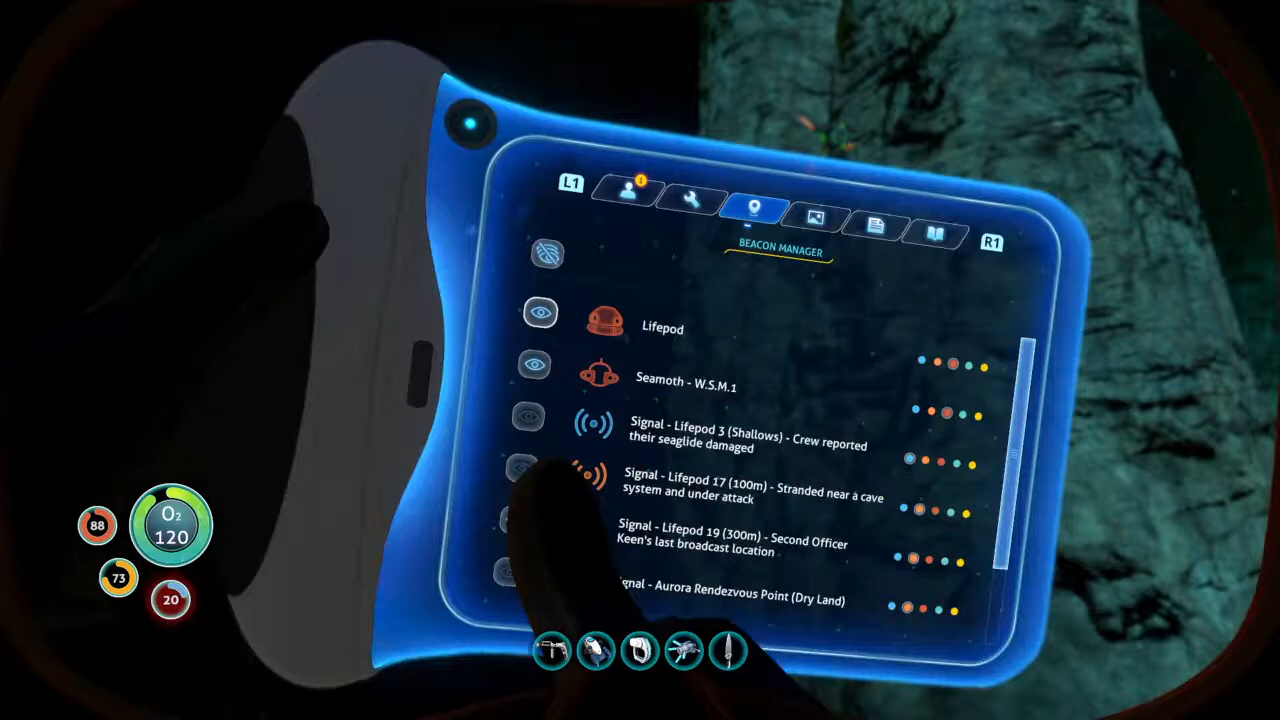 L1
R1
BEACON MANAGER
Lifepod
Seamoth - W.S.M.1
Signal - Lifepod 3 (Shallows) - Crew reported
their seaglide damaged
Signal - Lifepod 17 (100m) - Stranded near a cave
system and under attack
Signal - Lifepod 19 (300m) - Second Officer
Keen's last broadcast location
gnal - Aurora Rendezvous Point (Dry Land)
O₂
120
88
73
20